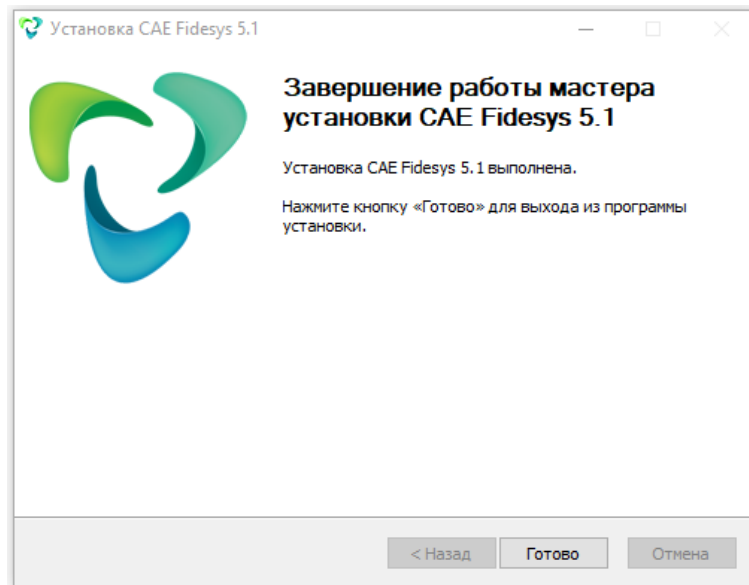 Установка CAE Fidesys 5.1
Завершение работы мастера
установки CAE Fidesys 5.1
Установка CAE Fidesys 5.1 выполнена.
Нажмите кнопку «Готово» для выхода из программы
установки.
< Назад
Готово
Отмена